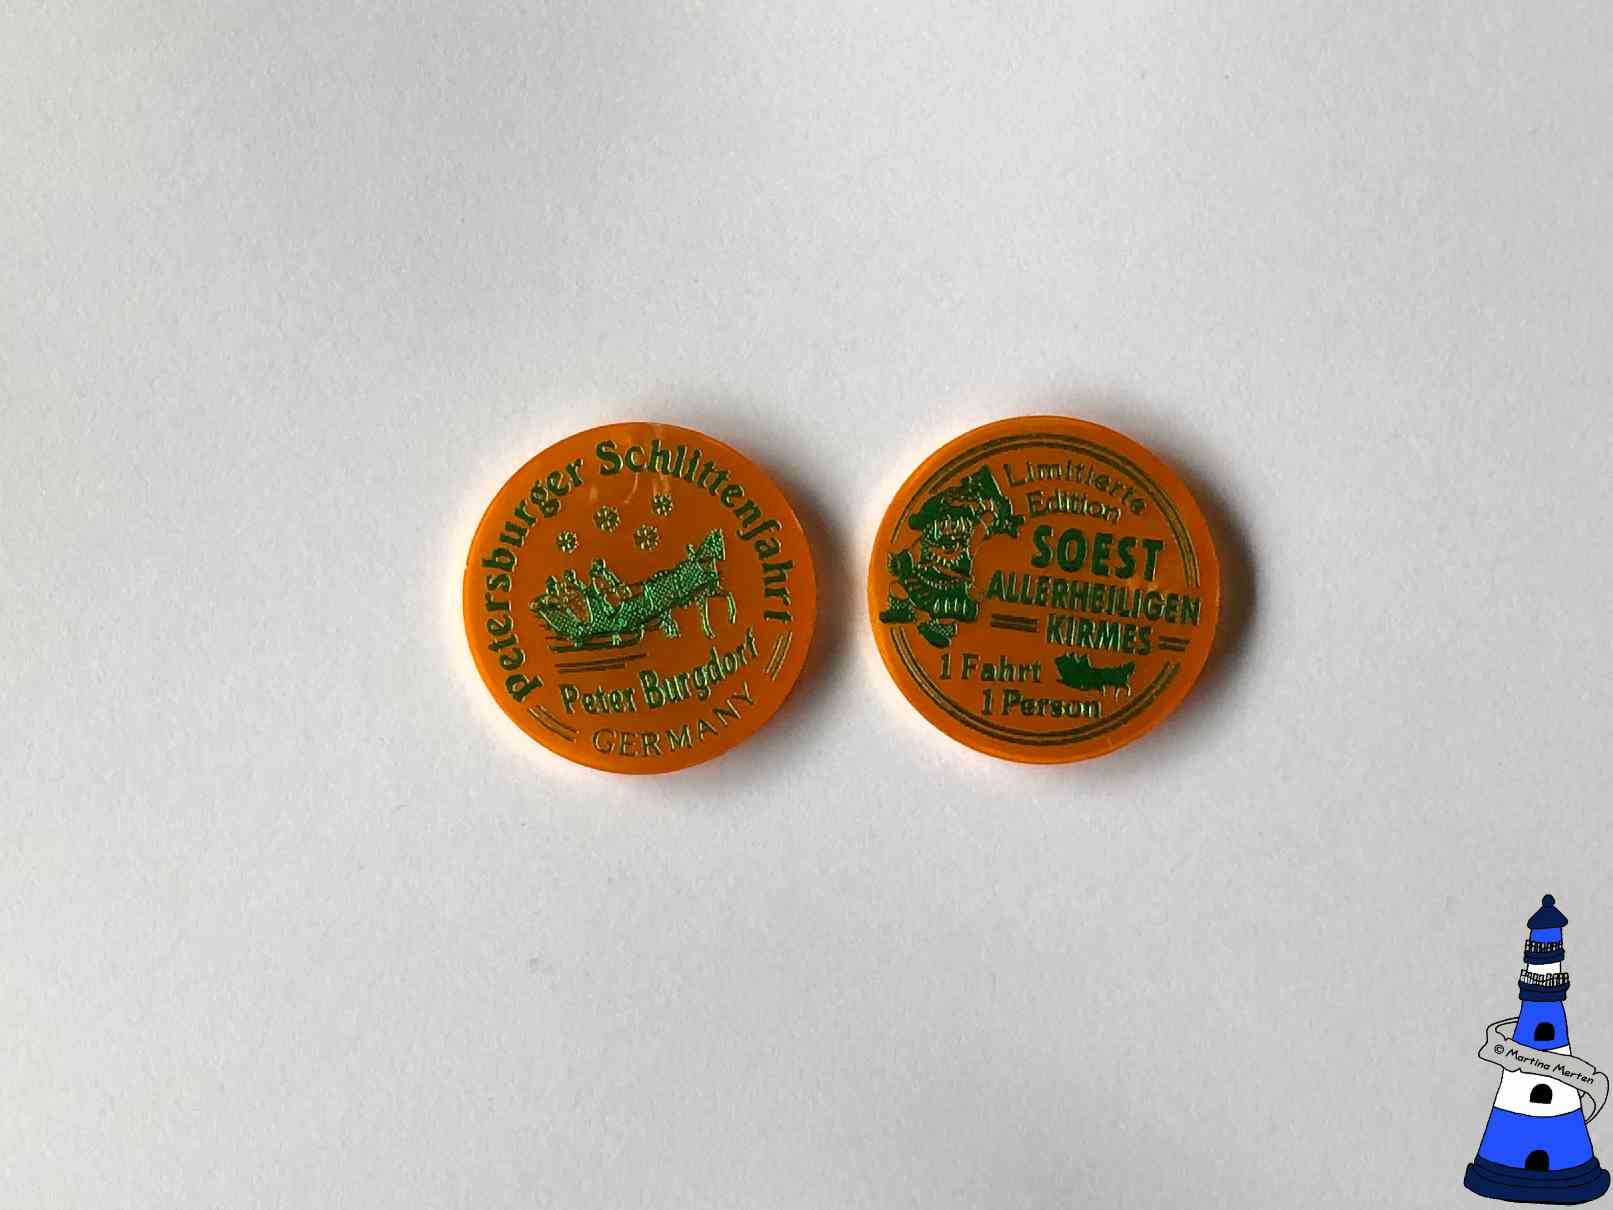 Petersburger Schlittenfahrt
Peter Burgdorf
GERMANY
Limitierte
Edition
SOEST
ALLERHEILIGEN
KIRMES
1 Fahrt
1 Person
© Martina Merten